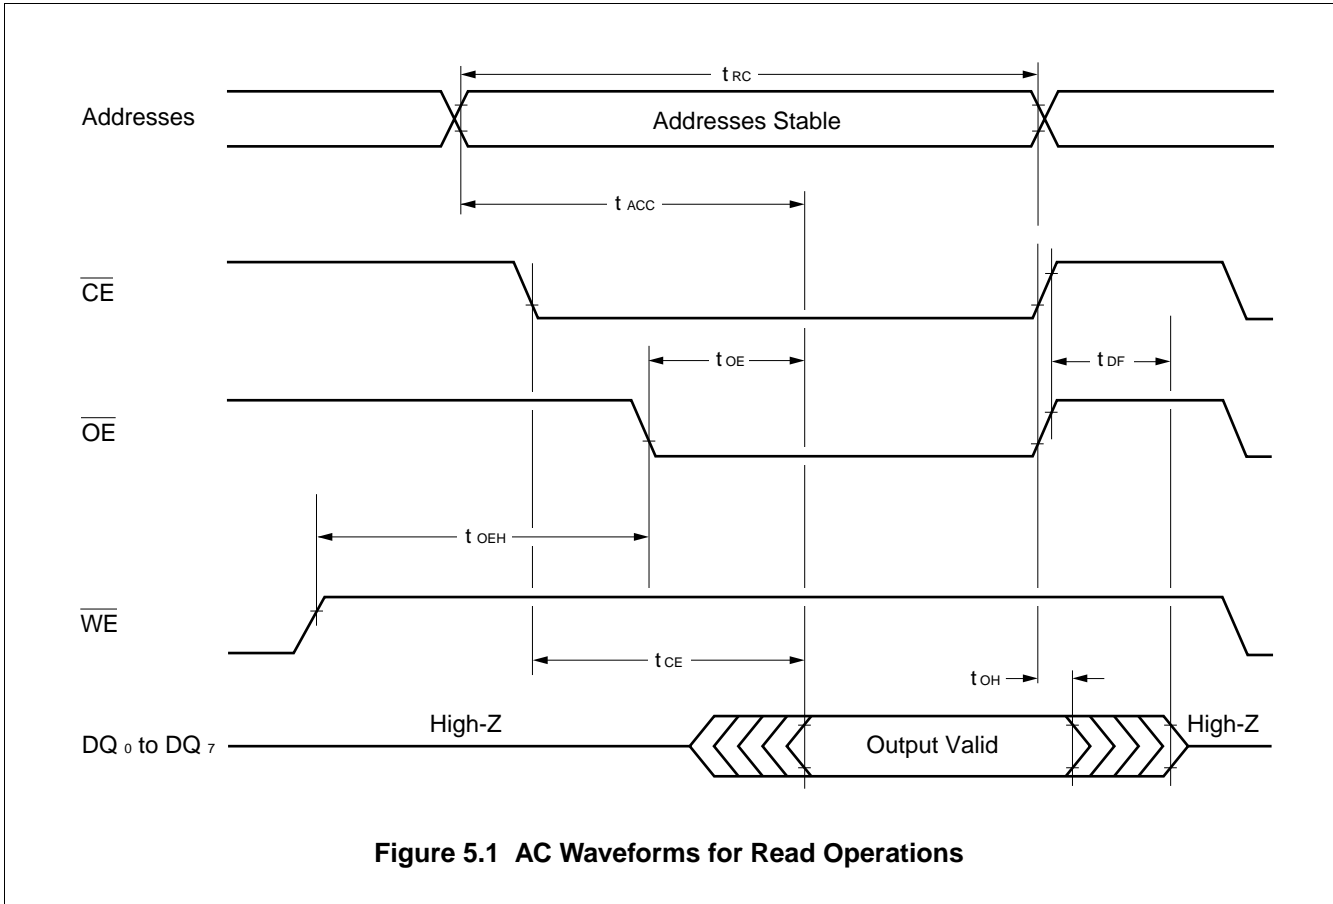 t RC
Addresses
Addresses Stable
t ACC
CE
t OE
t DF
OE
t OEH
WE
t CE
t OH
High-Z
High-Z
DQ 0 to DQ 7
Output Valid
Figure 5.1 AC Waveforms for Read Operations